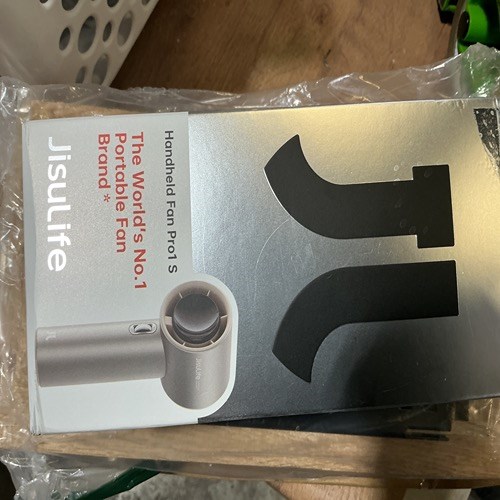 JisuLife
Handheld Fan Pro1 S
The World's No.1
Portable Fan
Brand *